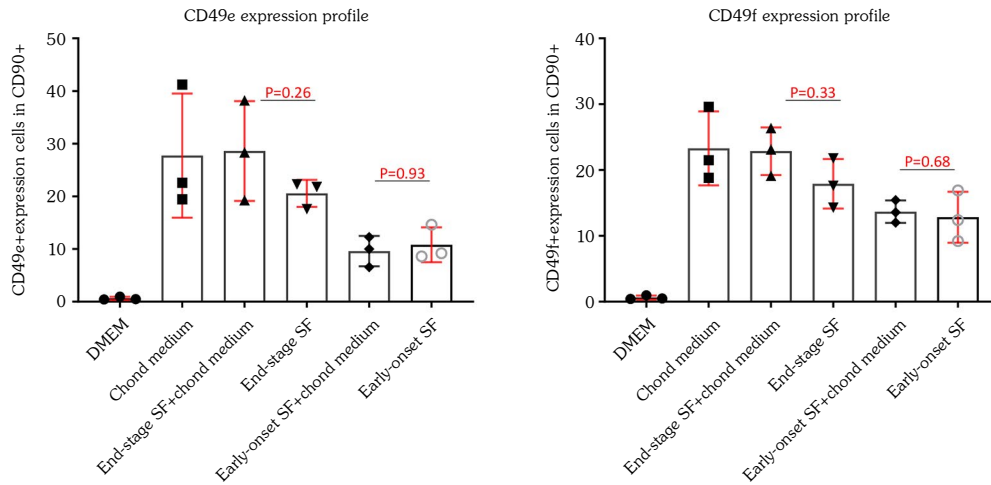 CD49e expression profile
CD49e+expression cells in CD90+
50
40
30
20
10
0
P=0.26
P=0.93
DMEM
Chond medium
End-stage SF+chond medium
End-stage SF
Early-onset SF+chond medium
Early-onset SF
CD49f expression profile
CD49f+expression cells in CD90+
40
30
20
10
0
P=0.33
P=0.68
DMEM
Chond medium
End-stage SF+chond medium
End-stage SF
Early-onset SF+chond medium
Early-onset SF